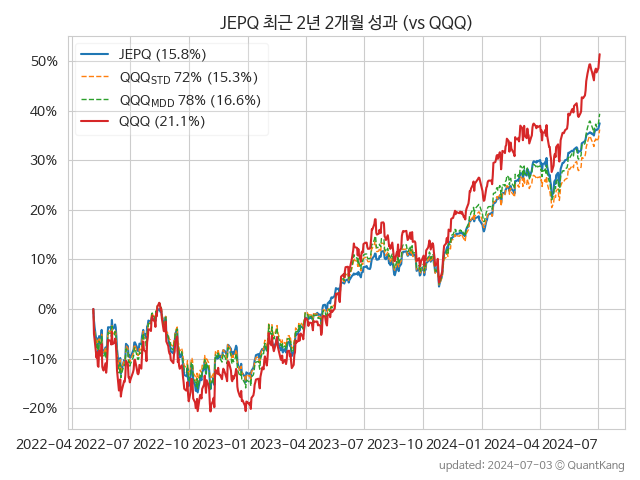 JEPQ 최근 2년 2개월 성과 (vs QQQ)
JEPQ (15.8%)
QQQSTD 72% (15.3%)
QQQMDD 78% (16.6%)
QQQ (21.1%)
50%
40%
30%
20%
10%
0%
−10%
−20%
2022-04 2022-07 2022-10 2023-01 2023-04 2023-07 2023-10 2024-01 2024-04 2024-07
updated: 2024-07-03 © QuantKang